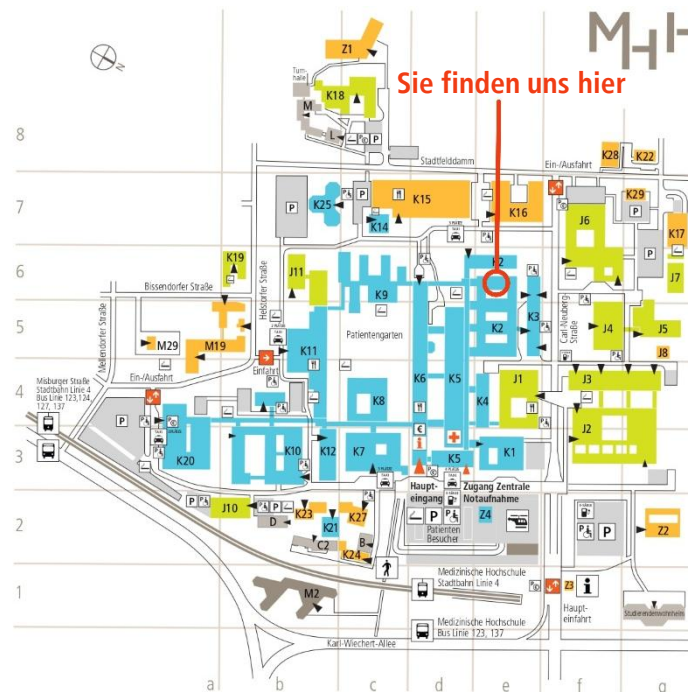 MHH
Sie finden uns hier
N
Z1
Turn-
halle
K18
M
L
P
8
Stadtfelddamm
Ein-/Ausfahrt
K28
K22
7
P
K25
K15
K14
K16
K29
P
K17
J6
J7
K19
6
Bissendorfer Straße
J11
Helstorfer Straße
K9
K2
Mellendorfer Straße
5
M29
M19
K11
Patientengarten
K6
K5
K2
K3
Carl-Neuberg-
Straße
J4
J5
J8
Ein-/Ausfahrt
Einfahrt
Misburger Straße
Stadtbahn Linie 4
Bus Linie 123,124,
127, 137
4
P
K8
K4
J1
J3
J2
3
K20
K10
K12
K7
€
i
K5
K1
Haupt-
eingang
Zugang Zentrale
Notaufnahme
P
J10
P
D
K23
K21
K27
C2
B
K24
P
Patienten
Besucher
Z4
P
Z2
2
1
M2
Medizinische Hochschule
Stadtbahn Linie 4
Z3
i
Haupt-
einfahrt
Studierendenwohnheim
Medizinische Hochschule
Bus Linie 123, 137
Karl-Wiechert-Allee
a
b
c
d
e
f
g